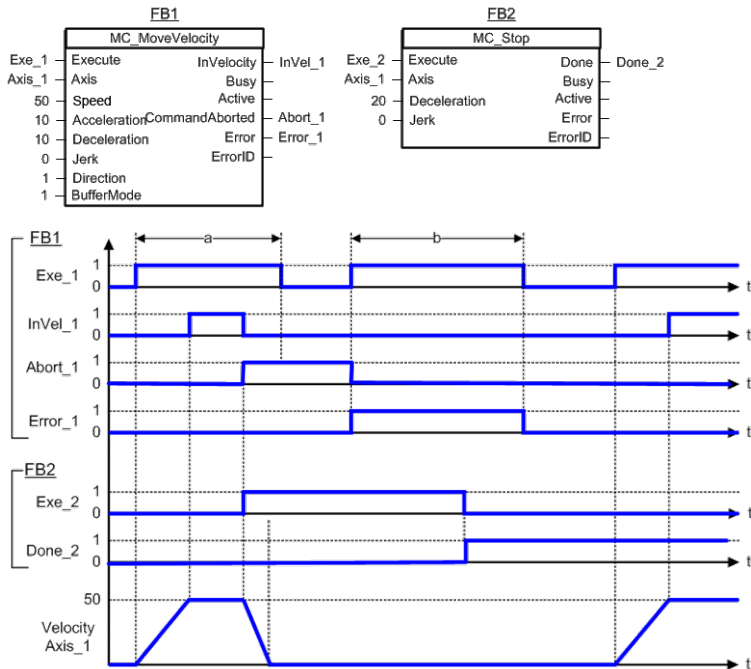 FB1
MC_MoveVelocity
Exe_1 Execute InVelocity InVel_1
Axis_1 Axis Busy
50 Speed Active
10 Acceleration CommandAborted Abort_1
10 Deceleration Error Error_1
0 Jerk ErrorID
1 Direction
1 BufferMode
FB2
MC_Stop
Exe_2 Execute Done Done_2
Axis_1 Axis Busy
20 Deceleration Active
0 Jerk Error
ErrorID
FB1
a
b
Exe_1 1
0 t
InVel_1 1
0 t
Abort_1 1
0 t
Error_1 1
0 t
FB2
Exe_2 1
0 t
Done_2 1
0 t
50
Velocity
Axis_1
t